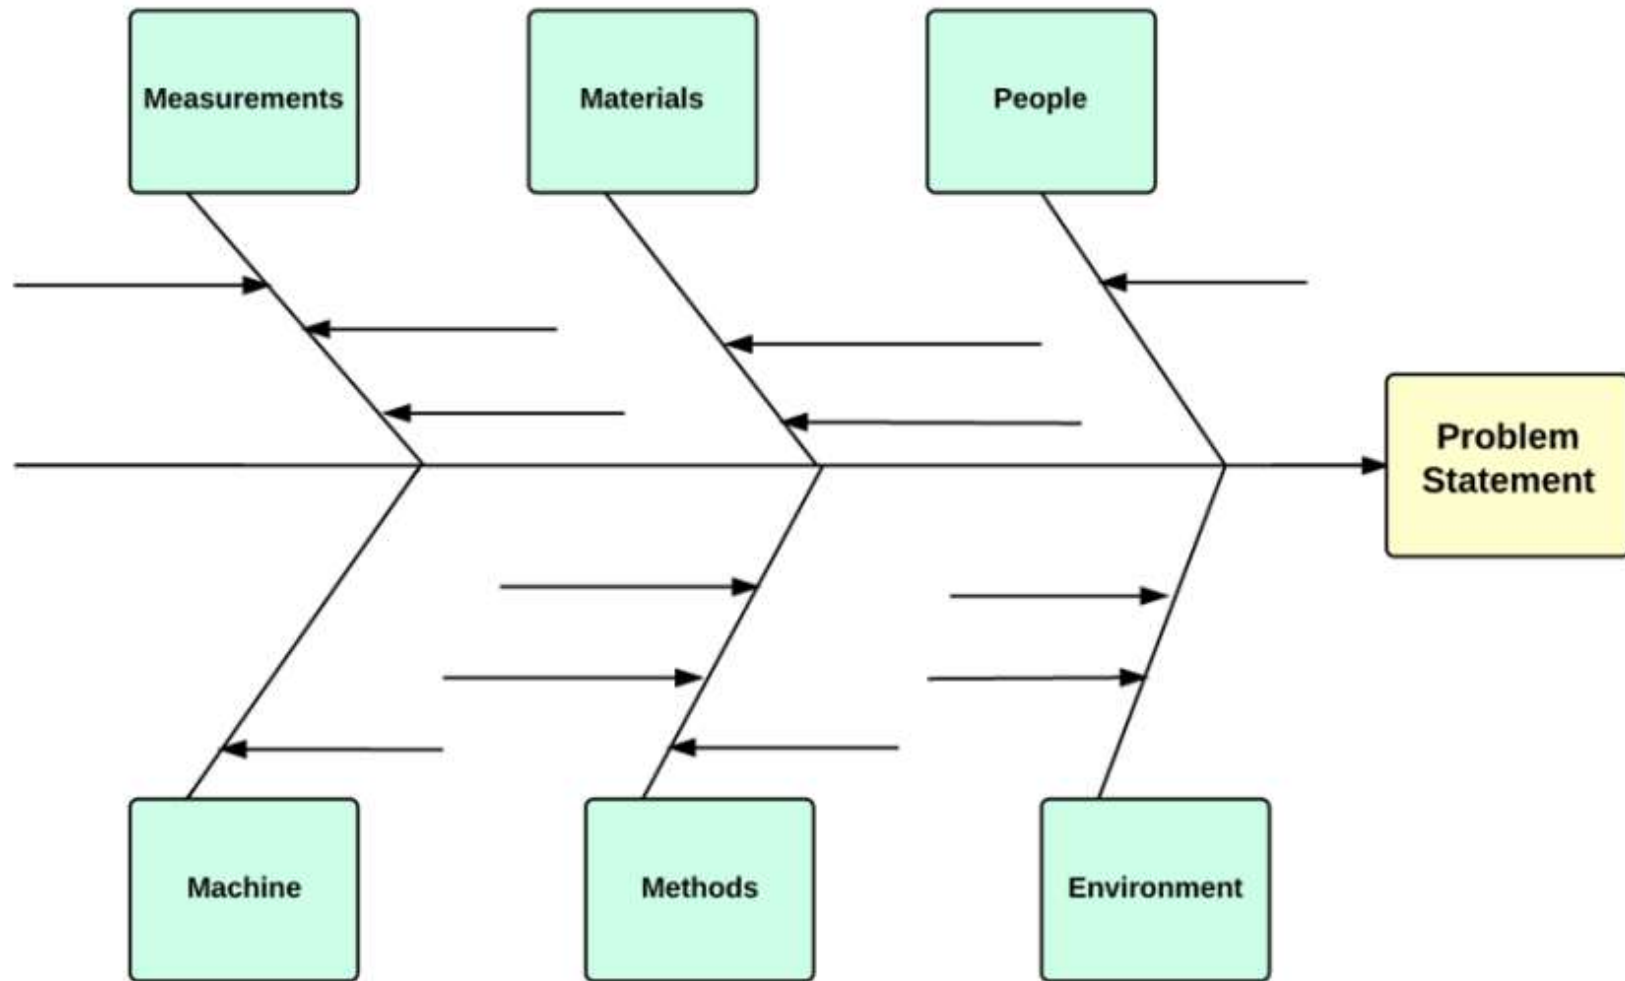 Measurements
Materials
People
Problem
Statement
Machine
Methods
Environment